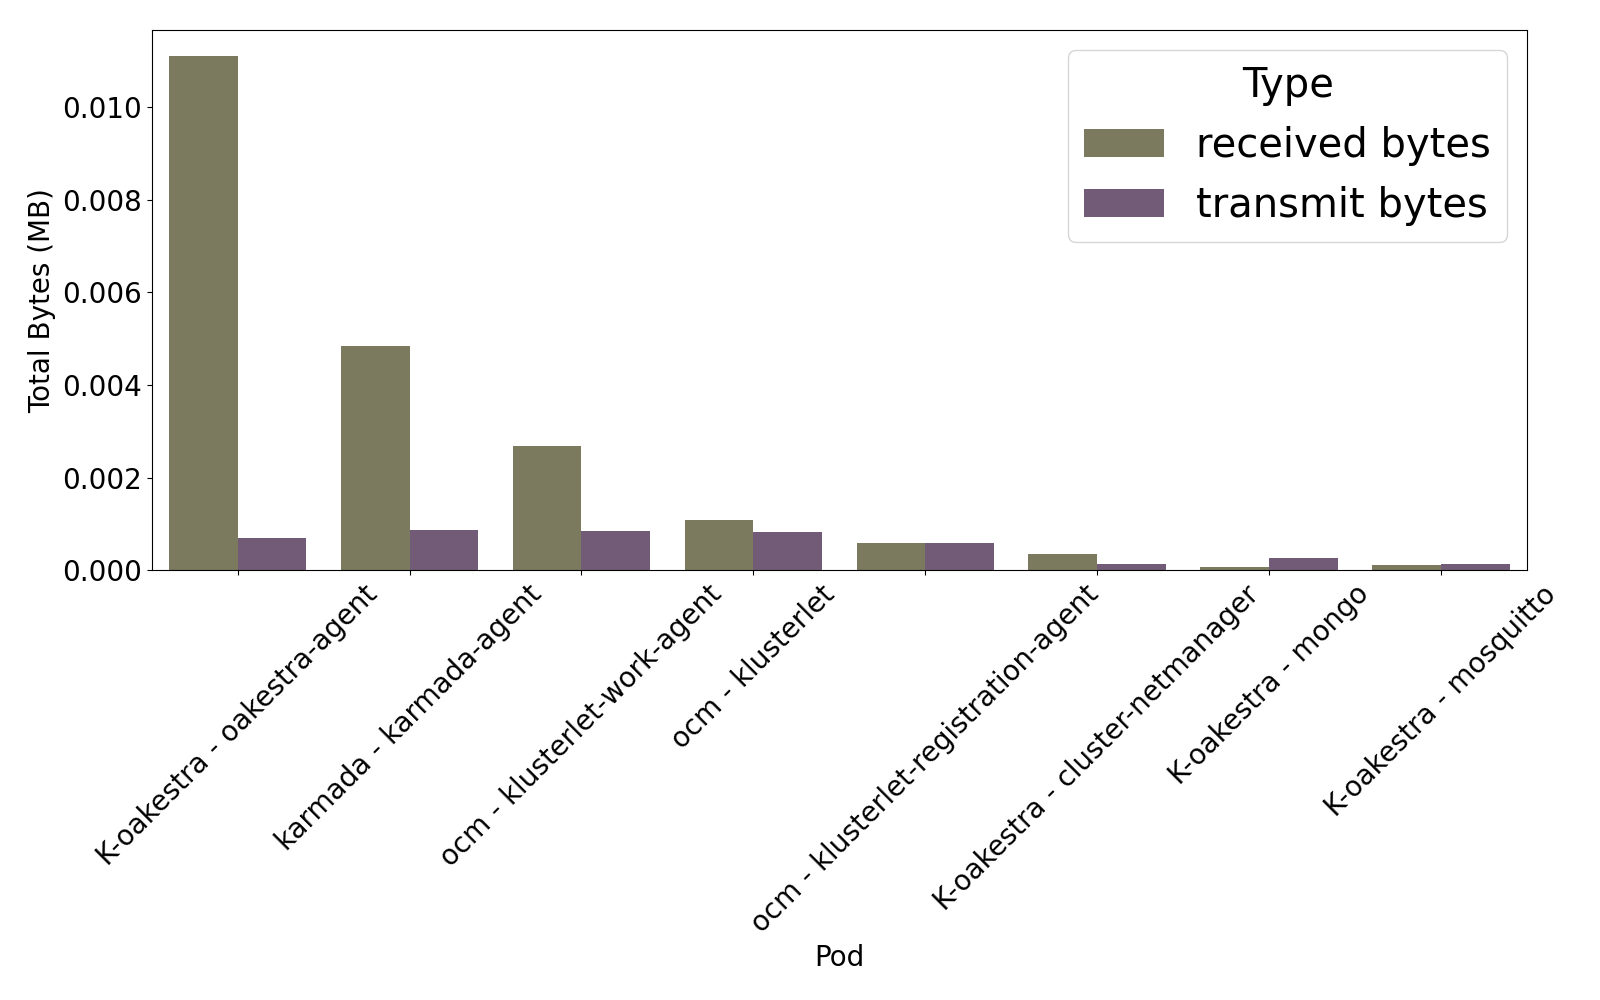 Type
received bytes
transmit bytes
Total Bytes (MB)
0.010
0.008
0.006
0.004
0.002
0.000
K-oakestra - oakestra-agent
karmada - karmada-agent
ocm - klusterlet-work-agent
ocm - klusterlet
ocm - klusterlet-registration-agent
K-oakestra - cluster-netmanager
K-oakestra - mongo
K-oakestra - mosquitto
Pod